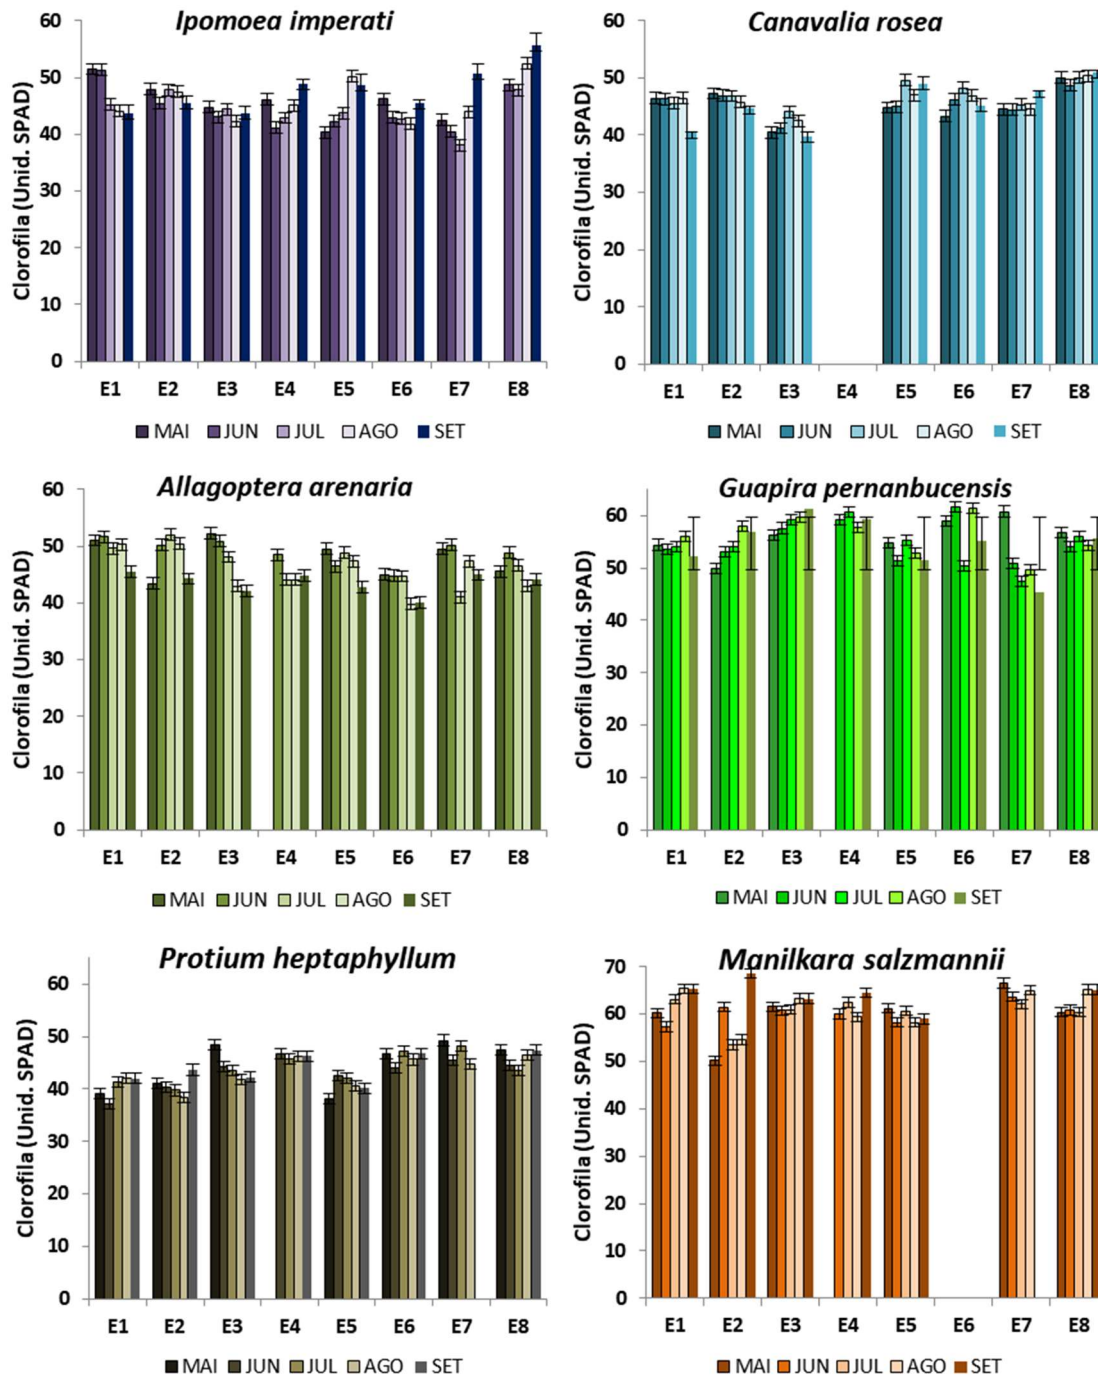 Ipomoea imperati
Clorofila (Unid. SPAD)
60
50
40
30
20
10
0
E1 E2 E3 E4 E5 E6 E7 E8
MAI JUN JUL AGO SET
Canavalia rosea
Clorofila (Unid. SPAD)
60
50
40
30
20
10
0
E1 E2 E3 E4 E5 E6 E7 E8
MAI JUN JUL AGO SET
Allagoptera arenaria
Clorofila (Unid. SPAD)
60
50
40
30
20
10
0
E1 E2 E3 E4 E5 E6 E7 E8
MAI JUN JUL AGO SET
Guapira pernanbucensis
Clorofila (Unid. SPAD)
60
50
40
30
20
10
0
E1 E2 E3 E4 E5 E6 E7 E8
MAI JUN JUL AGO SET
Protium heptaphyllum
Clorofila (Unid. SPAD)
60
50
40
30
20
10
0
E1 E2 E3 E4 E5 E6 E7 E8
MAI JUN JUL AGO SET
Manilkara salzmannii
Clorofila (Unid. SPAD)
70
60
50
40
30
20
10
0
E1 E2 E3 E4 E5 E6 E7 E8
MAI JUN JUL AGO SET